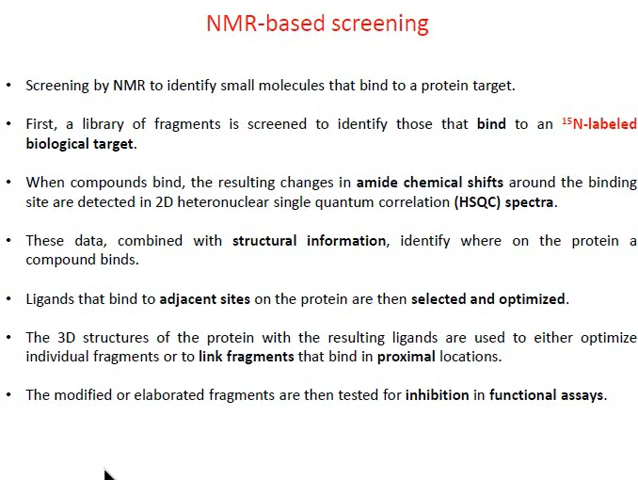 NMR-based screening
• Screening by NMR to identify small molecules that bind to a protein target.
• First, a library of fragments is screened to identify those that bind to an ¹⁵N-labeled
biological target.
• When compounds bind, the resulting changes in amide chemical shifts around the binding
site are detected in 2D heteronuclear single quantum correlation (HSQC) spectra.
• These data, combined with structural information, identify where on the protein a
compound binds.
• Ligands that bind to adjacent sites on the protein are then selected and optimized.
• The 3D structures of the protein with the resulting ligands are used to either optimize
individual fragments or to link fragments that bind in proximal locations.
• The modified or elaborated fragments are then tested for inhibition in functional assays.